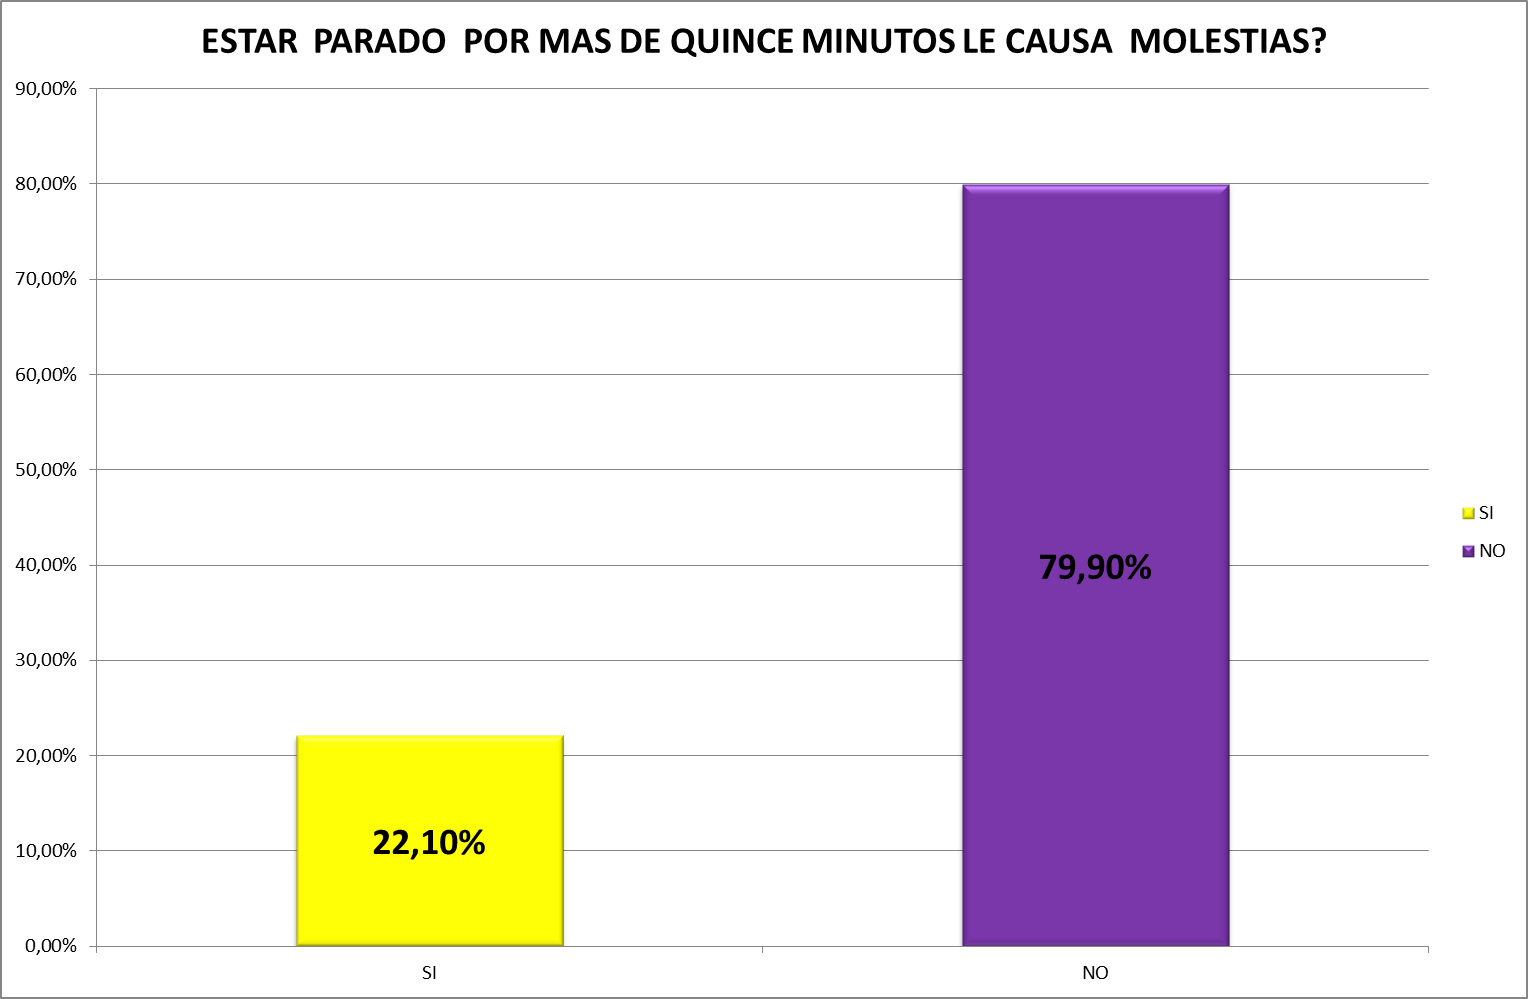 ESTAR PARADO POR MAS DE QUINCE MINUTOS LE CAUSA MOLESTIAS?
90,00%
80,00%
70,00%
60,00%
50,00%
40,00%
30,00%
20,00%
10,00%
0,00%
22,10%
79,90%
SI
NO
SI
NO